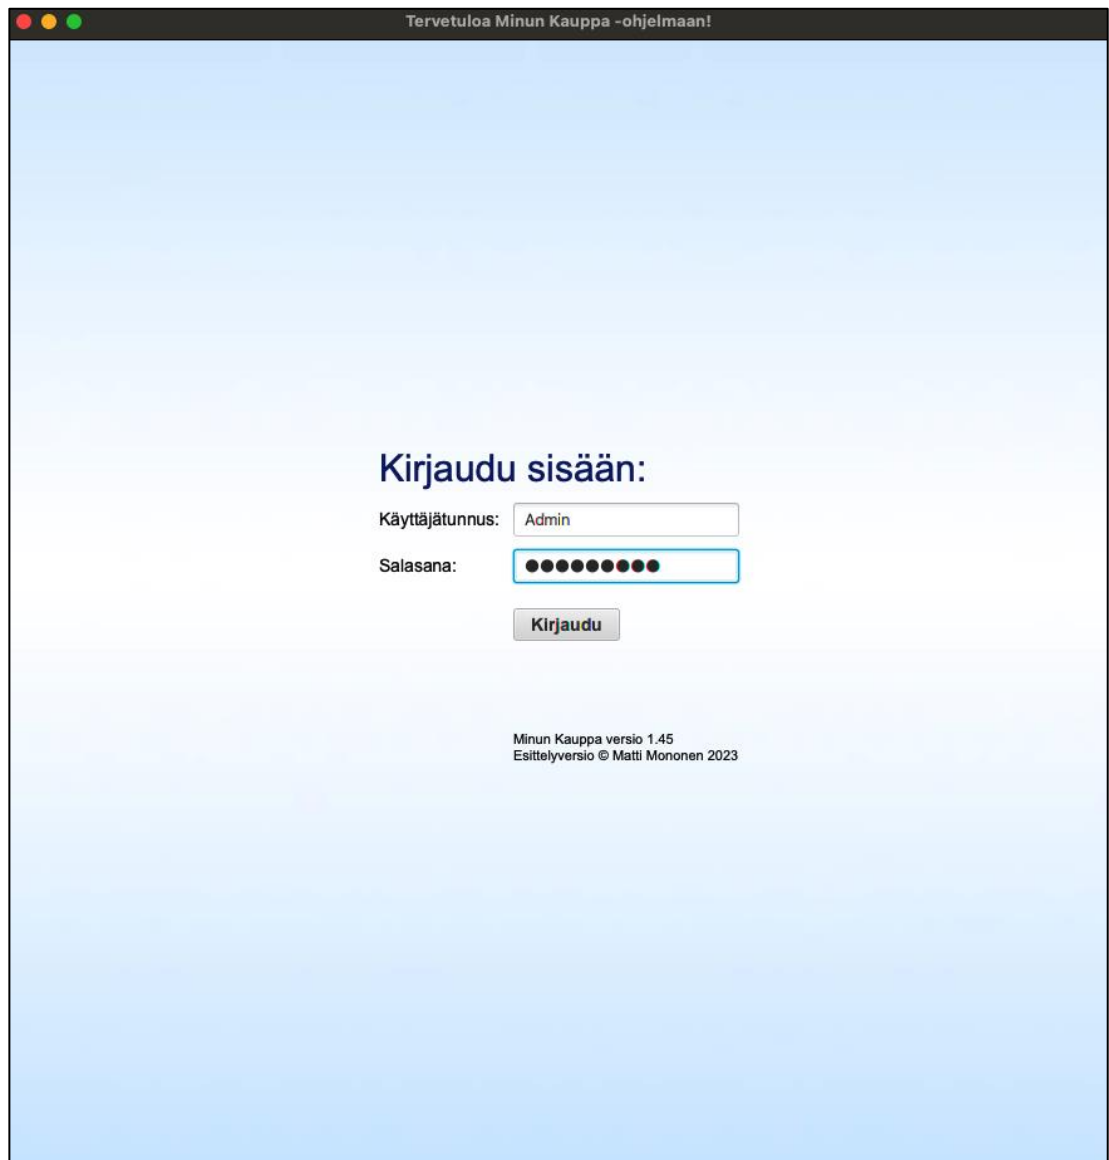 Tervetuloa Minun Kauppa -ohjelmaan!
Kirjaudu sisään:
Käyttäjätunnus: Admin
Salasana: ●●●●●●●●●
Kirjaudu
Minun Kauppa versio 1.45
Esittelyversio © Matti Mononen 2023